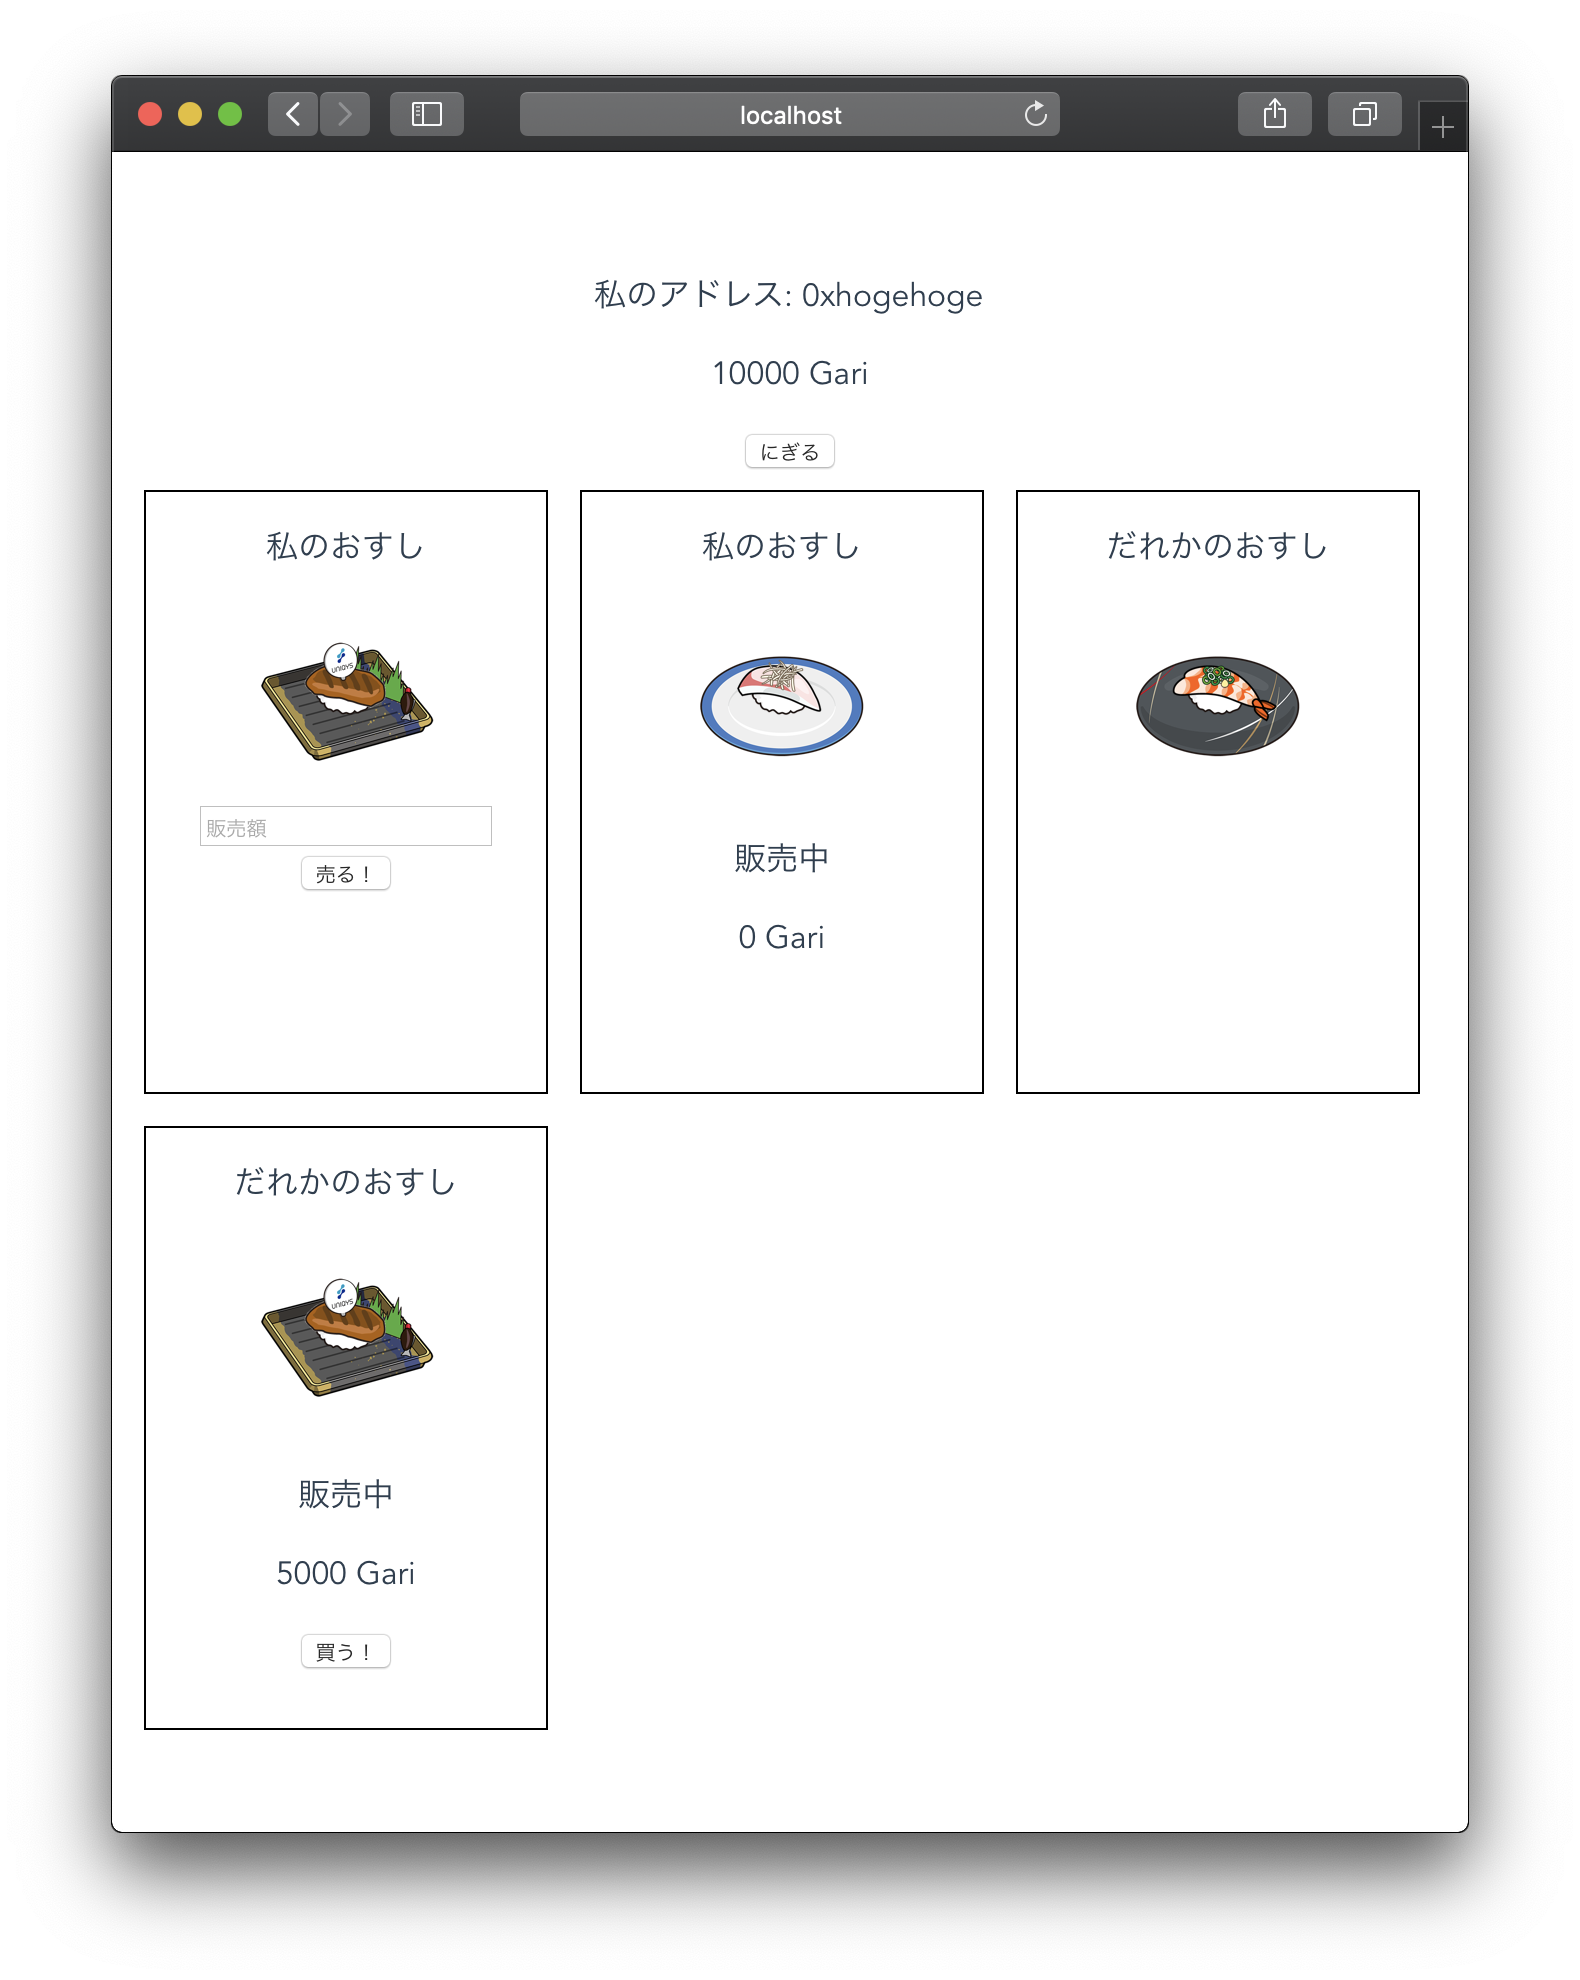 localhost
私のアドレス: 0xhogehoge
10000 Gari
にぎる
私のおすし
UNIQYS
販売額
売る！
私のおすし
販売中
0 Gari
だれかのおすし
だれかのおすし
UNIQYS
販売中
5000 Gari
買う！